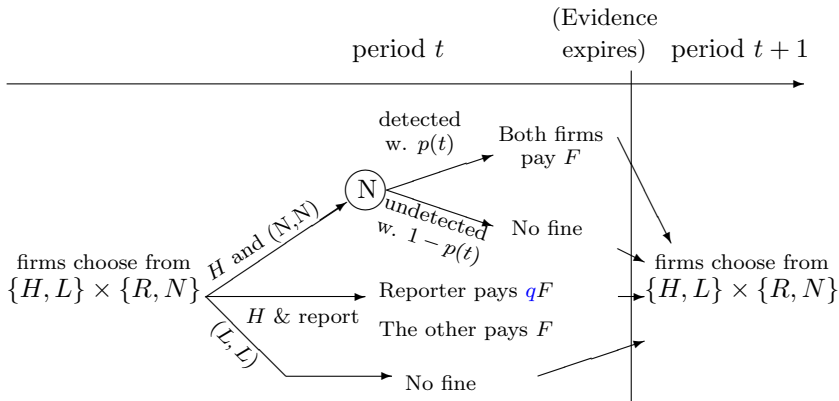 (Evidence
expires)
period t
period t + 1
detected
w. p(t)
Both firms
pay F
N
H and (N,N)
undetected
w. 1 − p(t)
No fine
firms choose from
{H, L} × {R, N}
firms choose from
{H, L} × {R, N}
Reporter pays qF
H & report
The other pays F
(L, L)
No fine